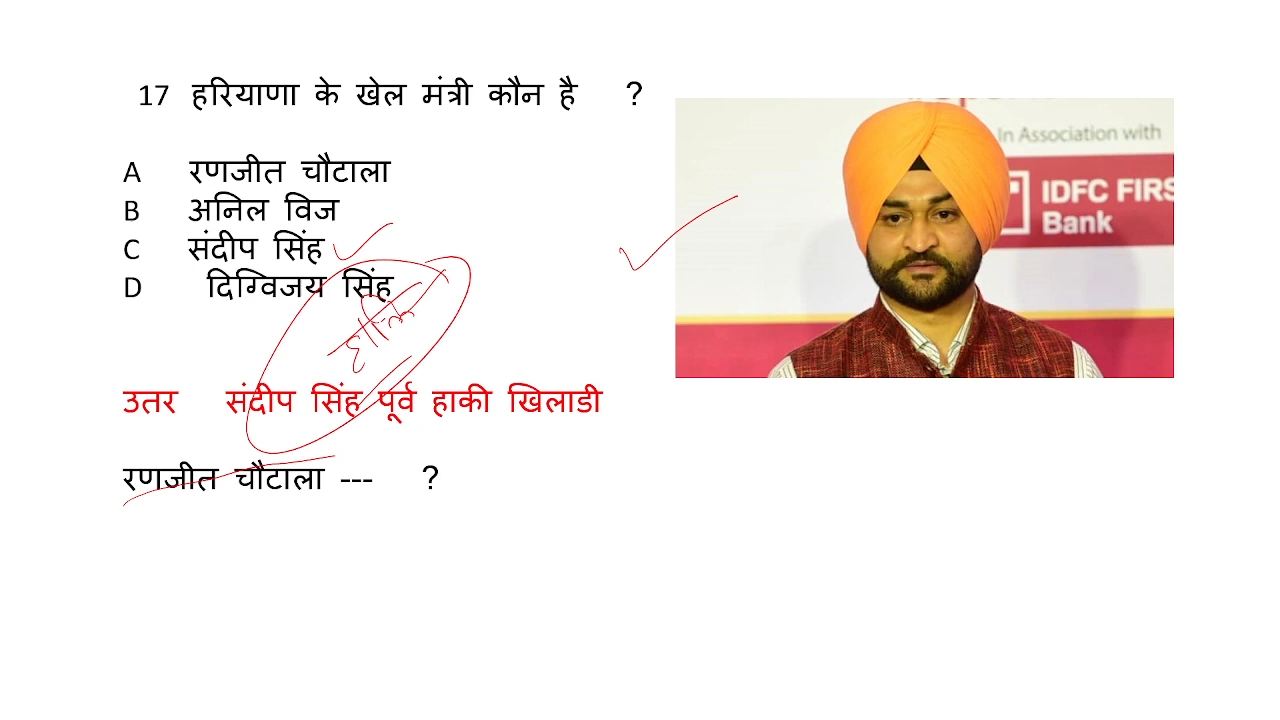 17 हरियाणा के खेल मंत्री कौन है ?
A रणजीत चौटाला
B अनिल विज
C संदीप सिंह
D दिग्विजय सिंह
उतर संदीप सिंह पूर्व हाकी खिलाडी
रणजीत चौटाला --- ?
In Association with
IDFC FIRS
Bank